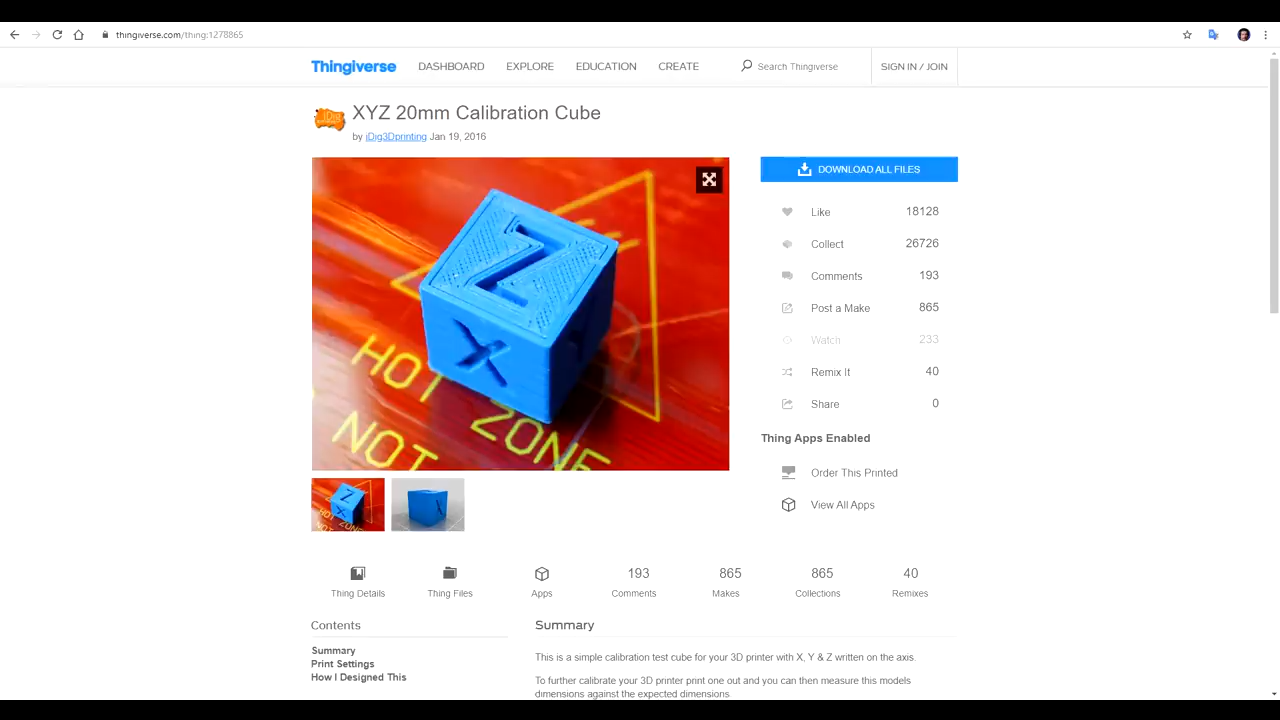 thingiverse.com/thing:1278865
Thingiverse DASHBOARD EXPLORE EDUCATION CREATE Search Thingiverse SIGN IN / JOIN
XYZ 20mm Calibration Cube
by iDig3Dprinting Jan 19, 2016
DOWNLOAD ALL FILES
Like 18128
Collect 26726
Comments 193
Post a Make 865
Watch 233
Remix It 40
Share 0
Thing Apps Enabled
Order This Printed
View All Apps
Z
X
HOT ZONE
NOT
193 865 865 40
Thing Details Thing Files Apps Comments Makes Collections Remixes
Contents
Summary
Print Settings
How I Designed This
Summary
This is a simple calibration test cube for your 3D printer with X, Y & Z written on the axis.
To further calibrate your 3D printer print one out and you can then measure this models
dimensions against the expected dimensions.